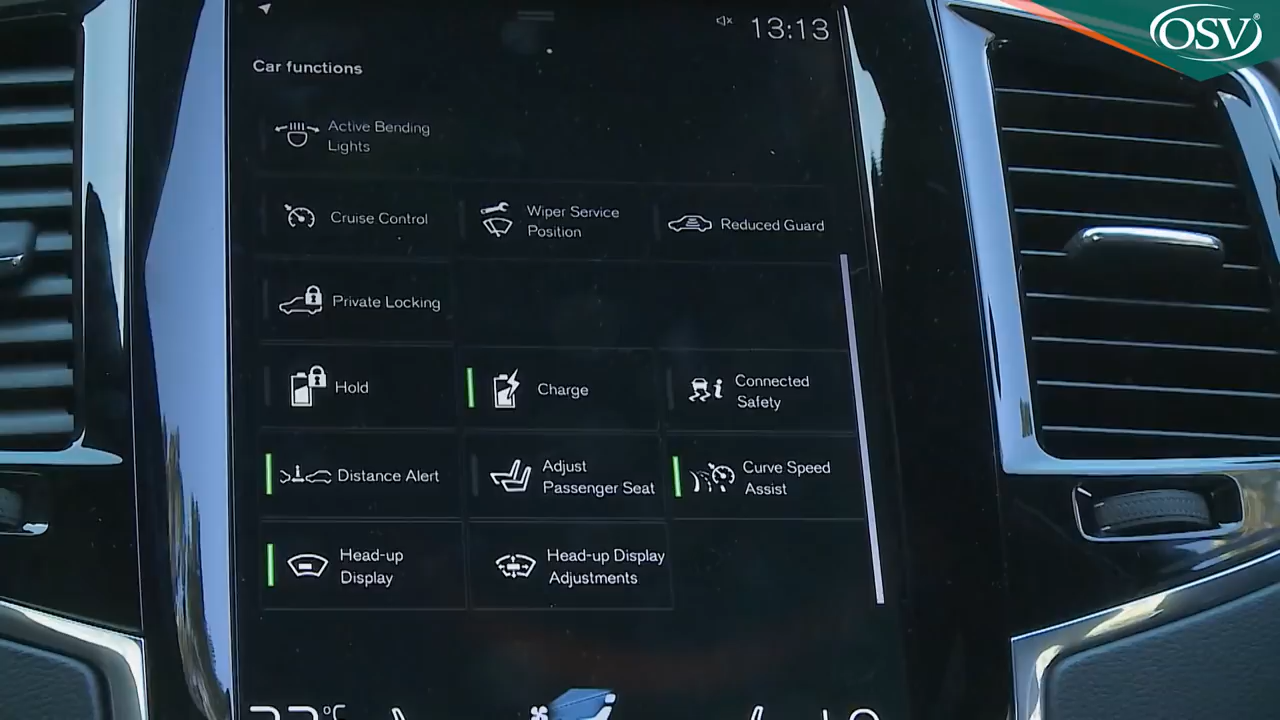 OSV
13:13
Car functions
Active Bending
Lights
Cruise Control
Wiper Service
Position
Reduced Guard
Private Locking
Hold
Charge
Connected
Safety
Distance Alert
Adjust
Passenger Seat
Curve Speed
Assist
Head-up
Display
Head-up Display
Adjustments